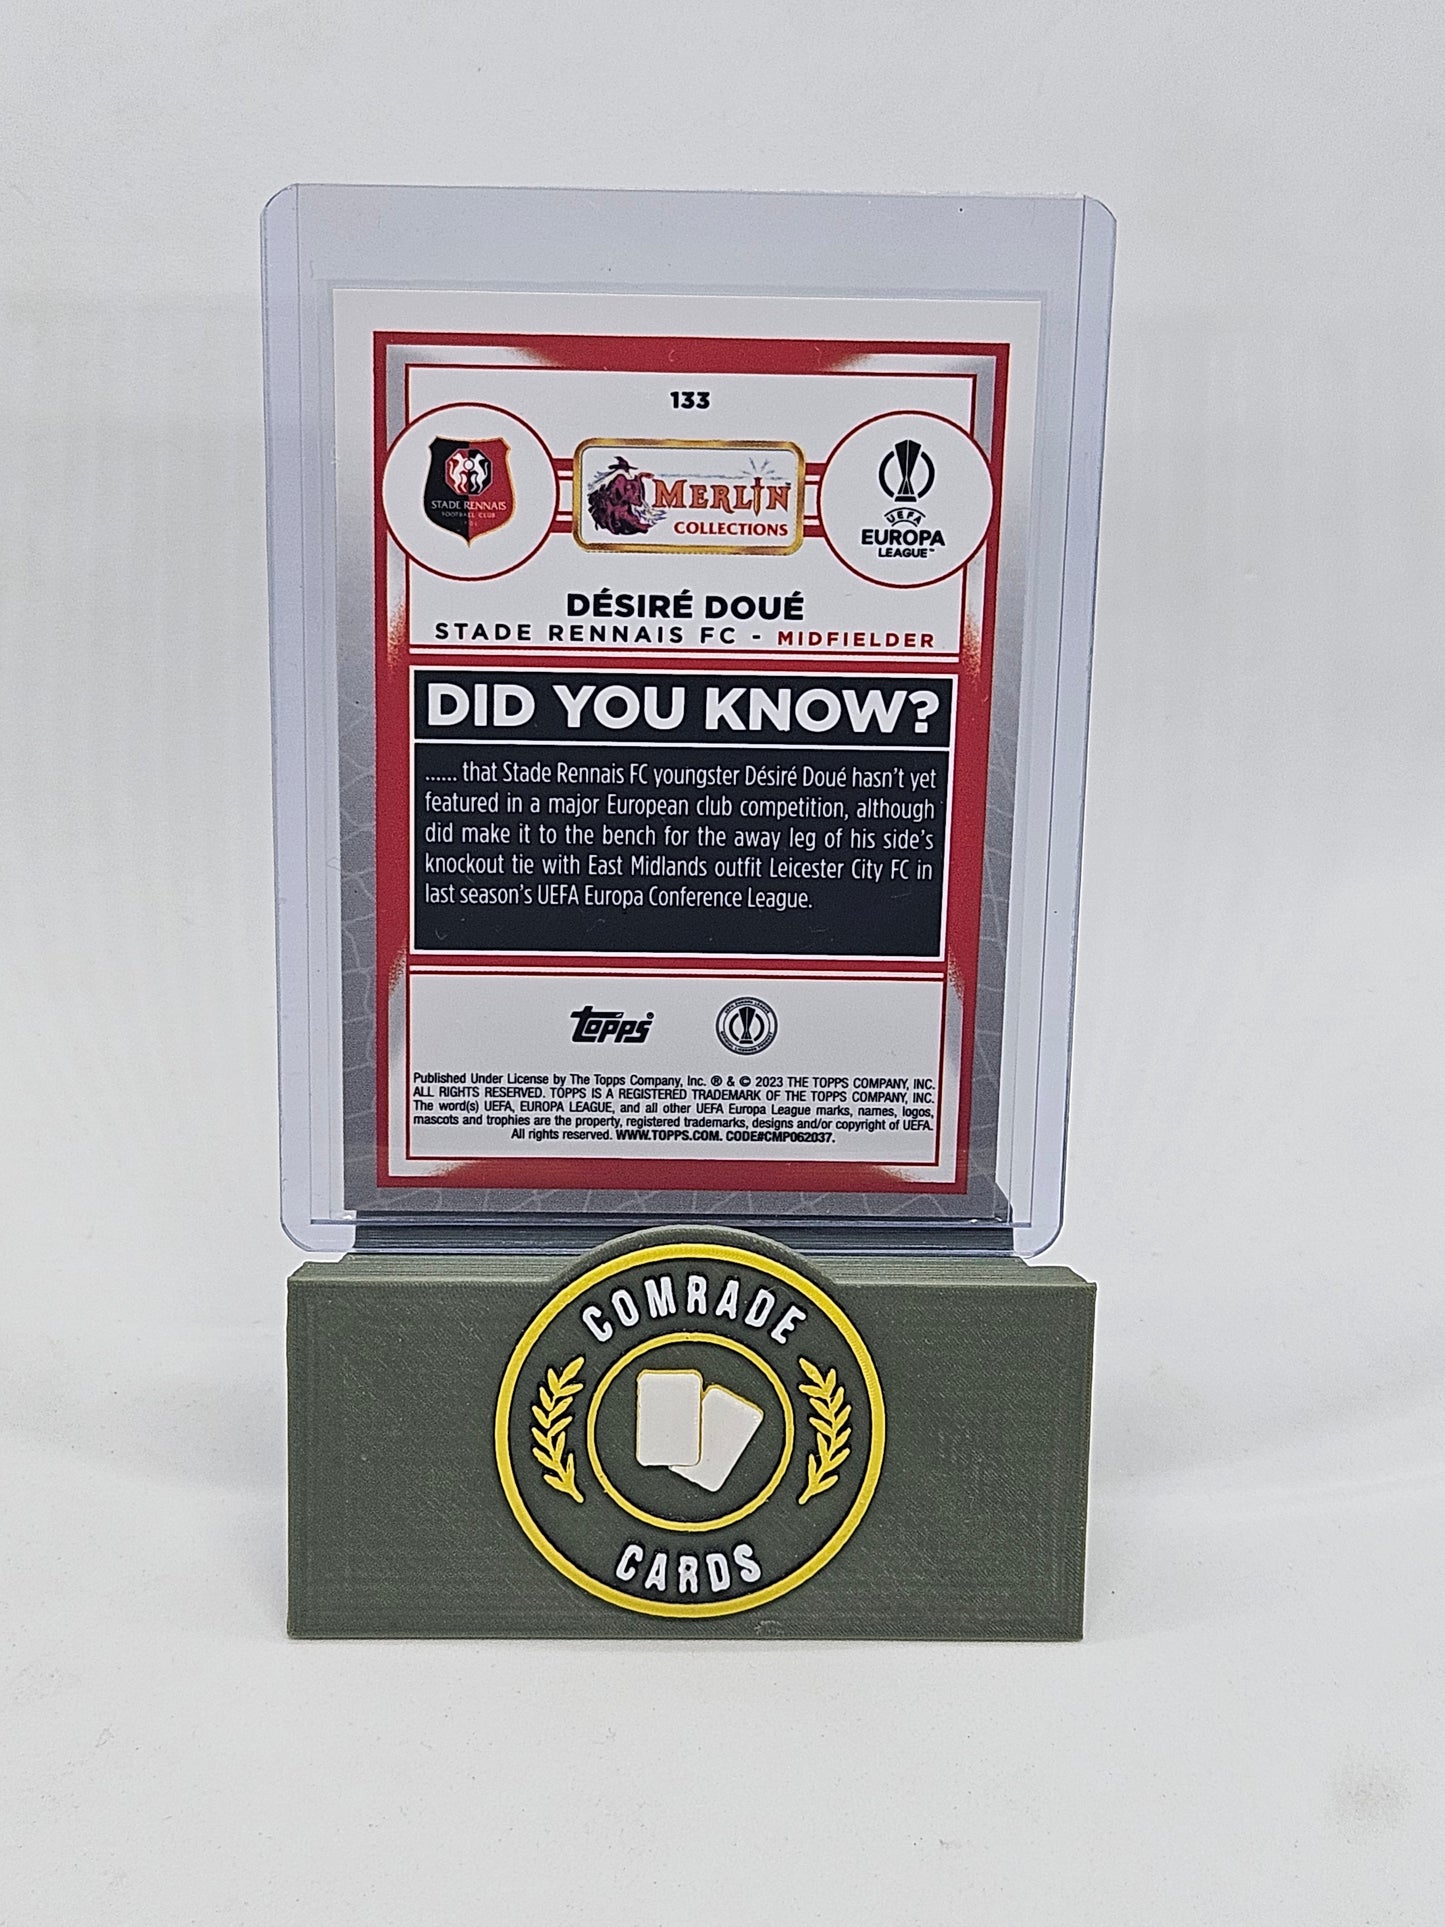 133
STADE RENNAIS
FOOTBALL CLUB
MERLIN
COLLECTIONS
UEFA
EUROPA
LEAGUE™
DÉSIRÉ DOUÉ
STADE RENNAIS FC - MIDFIELDER
DID YOU KNOW?
...... that Stade Rennais FC youngster Désiré Doué hasn't yet
featured in a major European club competition, although
did make it to the bench for the away leg of his side's
knockout tie with East Midlands outfit Leicester City FC in
last season's UEFA Europa Conference League.
topps®
Published Under License by The Topps Company, Inc. ® & © 2023 THE TOPPS COMPANY, INC.
ALL RIGHTS RESERVED. TOPPS IS A REGISTERED TRADEMARK OF THE TOPPS COMPANY, INC.
The word(s) UEFA, EUROPA LEAGUE, and all other UEFA Europa League marks, names, logos,
mascots and trophies are the property, registered trademarks, designs and/or copyright of UEFA.
All rights reserved. WWW.TOPPS.COM. CODE#CMP062037.
COMRADE
CARDS